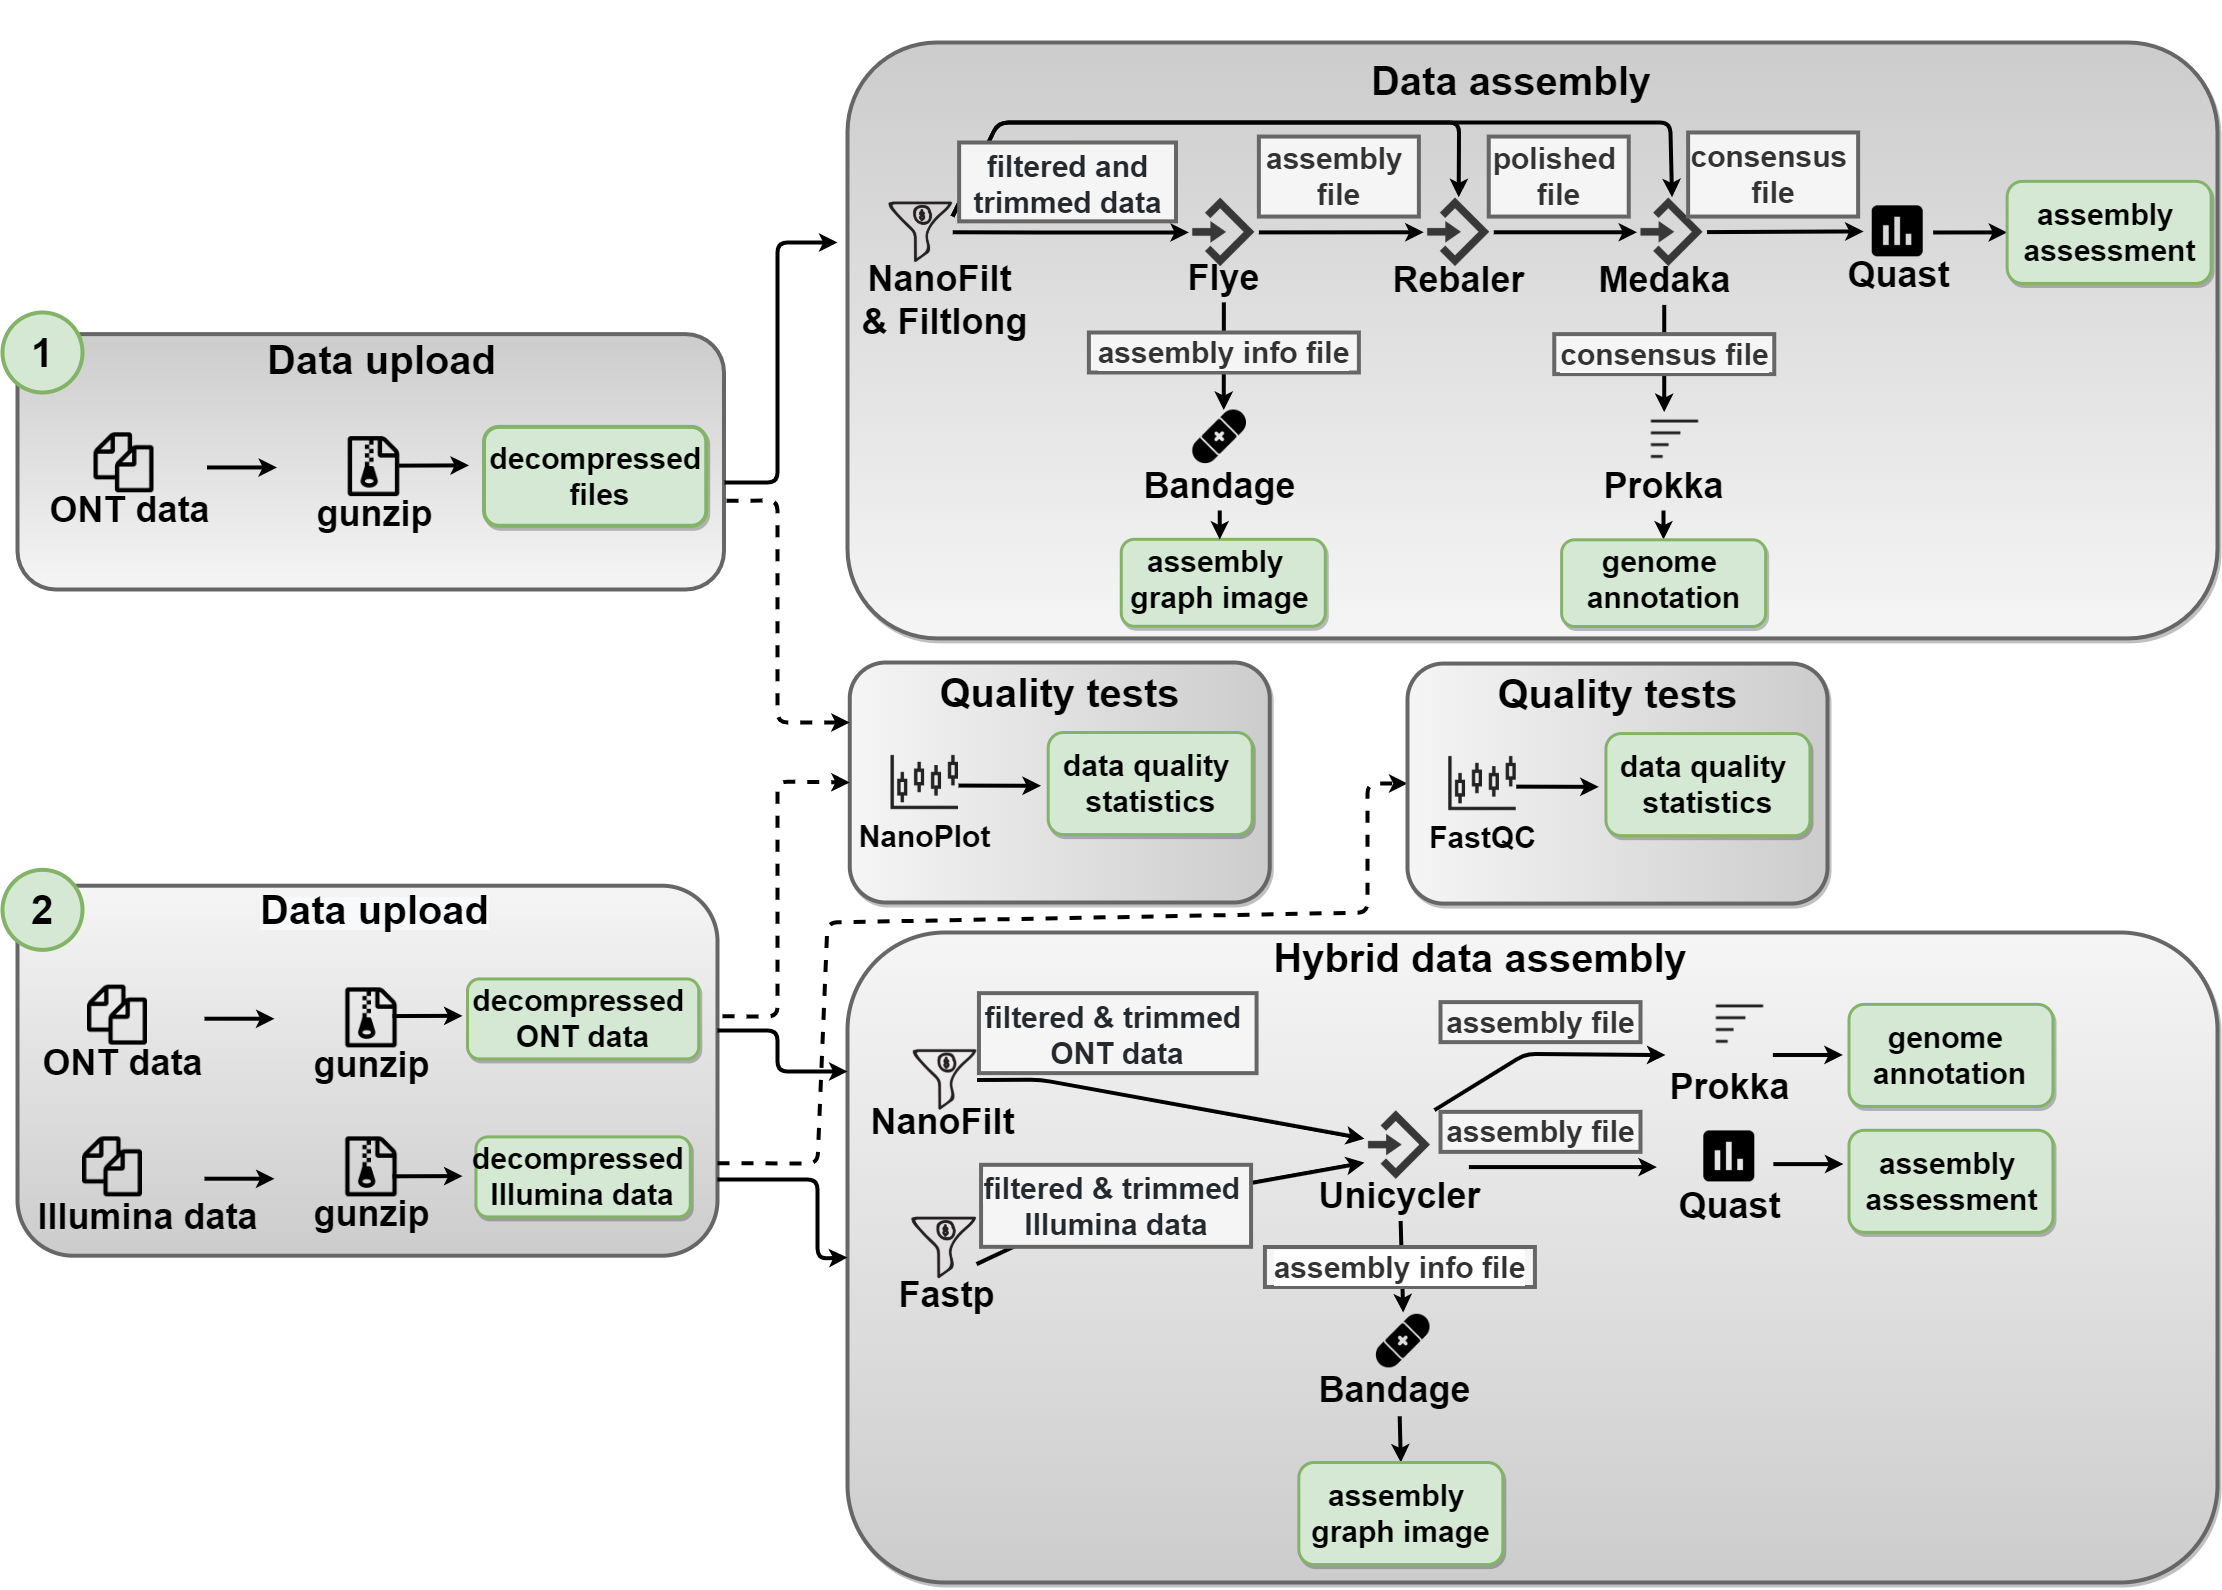 Data assembly
filtered and
trimmed data
assembly
file
polished
file
consensus
file
NanoFilt
& Filtlong
Flye
Rebaler
Medaka
Quast
assembly
assessment
assembly info file
consensus file
Bandage
Prokka
assembly
graph image
genome
annotation
1
Data upload
ONT data
gunzip
decompressed
files
Quality tests
NanoPlot
data quality
statistics
Quality tests
FastQC
data quality
statistics
2
Data upload
ONT data
gunzip
decompressed
ONT data
Illumina data
gunzip
decompressed
Illumina data
Hybrid data assembly
filtered & trimmed
ONT data
NanoFilt
filtered & trimmed
Illumina data
Fastp
Unicycler
assembly file
Prokka
genome
annotation
assembly file
Quast
assembly
assessment
assembly info file
Bandage
assembly
graph image